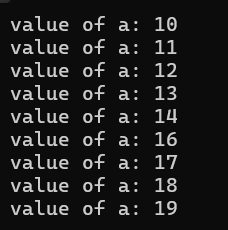 value of a: 10
value of a: 11
value of a: 12
value of a: 13
value of a: 14
value of a: 16
value of a: 17
value of a: 18
value of a: 19